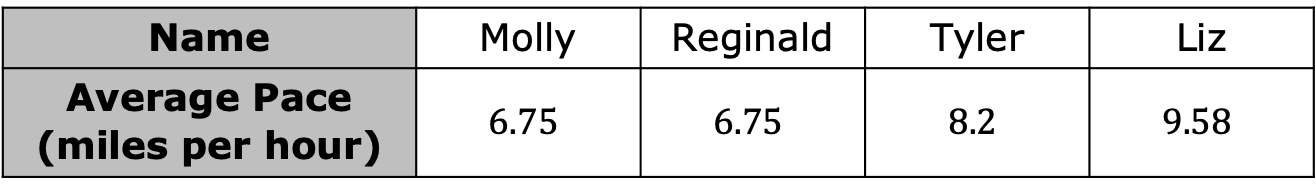 Name Molly Reginald Tyler Liz
Average Pace
(miles per hour) 6.75 6.75 8.2 9.58